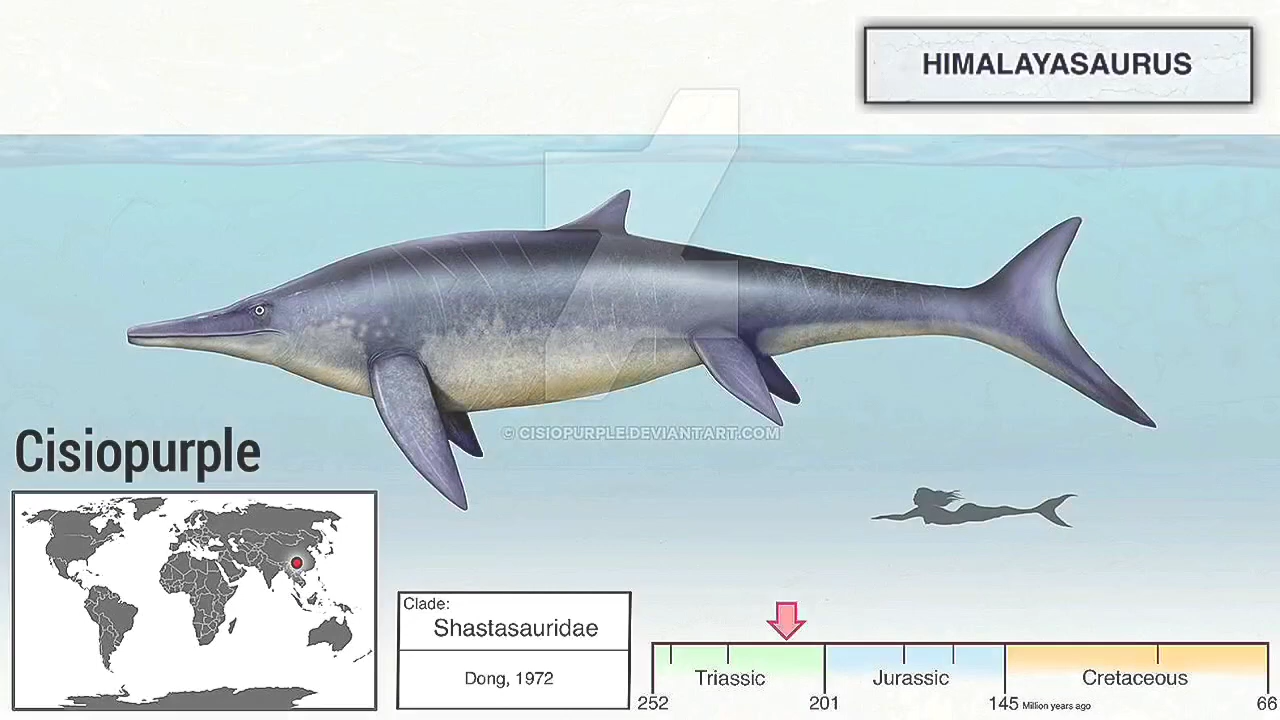 HIMALAYASAURUS
© CISIOPURPLE.DEVIANTART.COM
Cisiopurple
Clade:
Shastasauridae
Dong, 1972
Triassic
Jurassic
Cretaceous
252
201
145 Million years ago
66